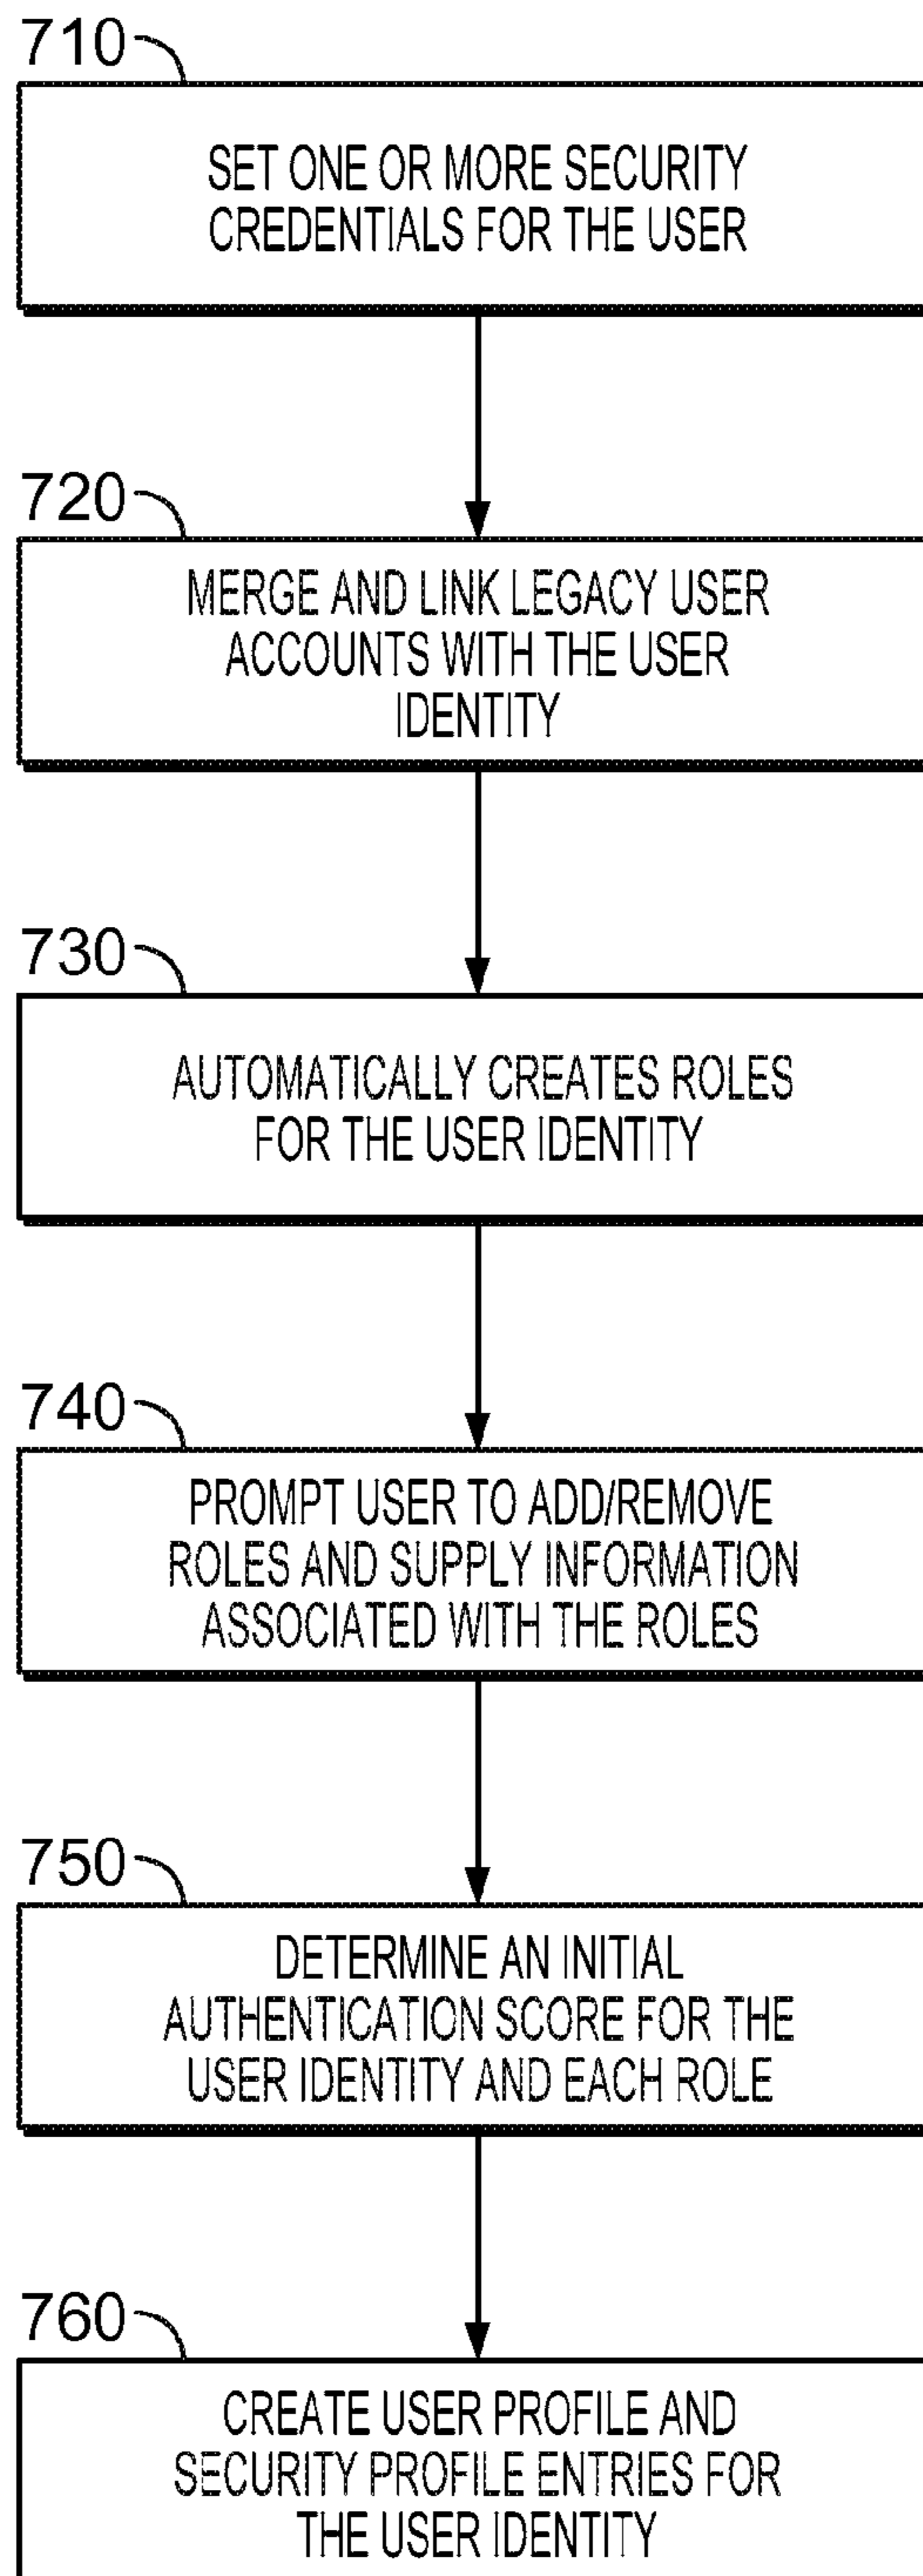 710
SET ONE OR MORE SECURITY
CREDENTIALS FOR THE USER
720
MERGE AND LINK LEGACY USER
ACCOUNTS WITH THE USER
IDENTITY
730
AUTOMATICALLY CREATES ROLES
FOR THE USER IDENTITY
740
PROMPT USER TO ADD/REMOVE
ROLES AND SUPPLY INFORMATION
ASSOCIATED WITH THE ROLES
750
DETERMINE AN INITIAL
AUTHENTICATION SCORE FOR THE
USER IDENTITY AND EACH ROLE
760
CREATE USER PROFILE AND
SECURITY PROFILE ENTRIES FOR
THE USER IDENTITY